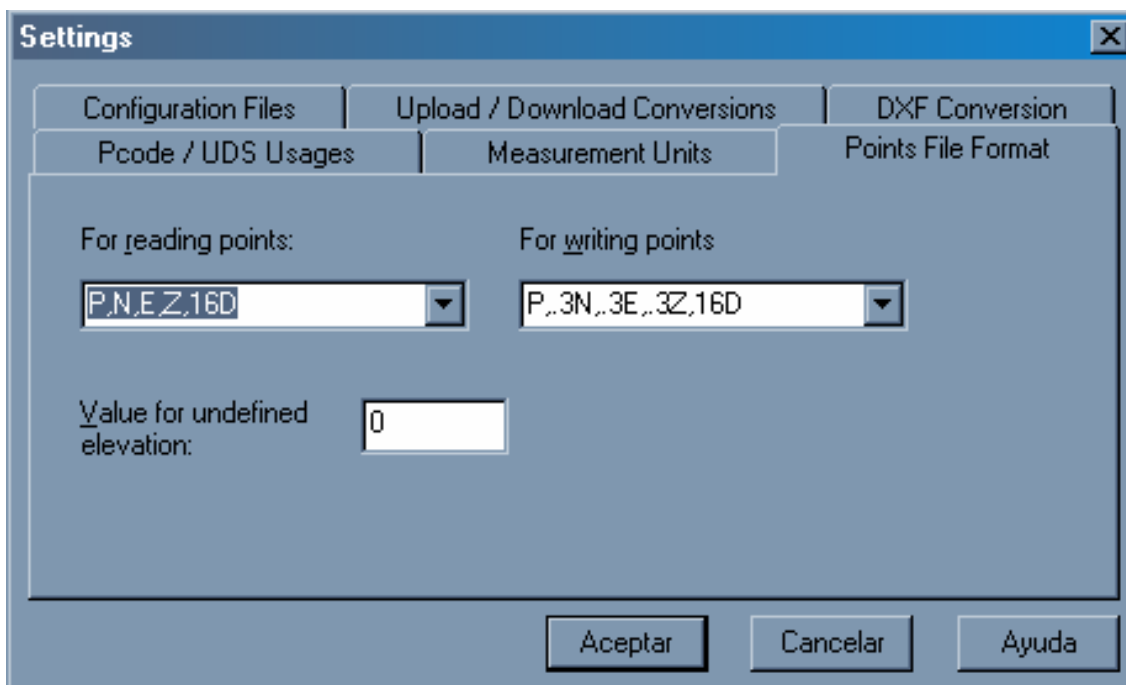 Settings
Configuration Files
Upload / Download Conversions
DXF Conversion
Pcode / UDS Usages
Measurement Units
Points File Format
For reading points:
For writing points
P,N,E,Z,16D
P,.3N,.3E,.3Z,16D
Value for undefined
elevation:
0
Aceptar
Cancelar
Ayuda